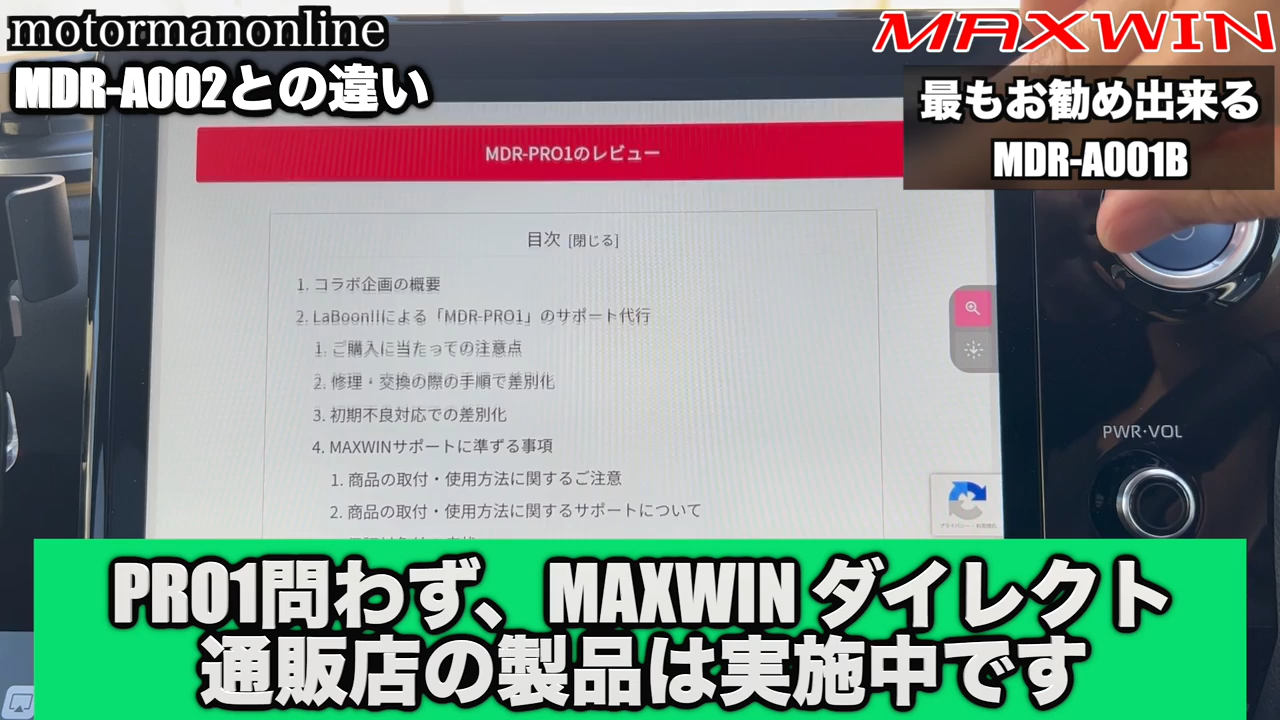 motormanonline
MDR-A002との違い
MAXWIN
最もお勧め出来る
MDR-A001B
MDR-PRO1のレビュー
目次 [閉じる]
1. コラボ企画の概要
2. LaBoon!!による「MDR-PRO1」のサポート代行
1. ご購入に当たっての注意点
2. 修理・交換の際の手順で差別化
3. 初期不良対応での差別化
4. MAXWINサポートに準ずる事項
1. 商品の取付・使用方法に関するご注意
2. 商品の取付・使用方法に関するサポートについて
PWR·VOL
PRO1問わず、MAXWIN ダイレクト
通販店の製品は実施中です